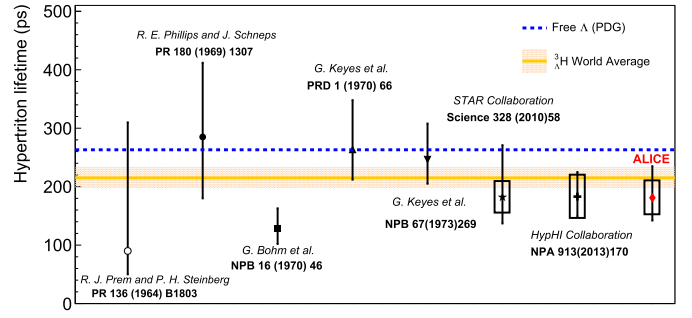 Hypertriton lifetime (ps)
500
400
300
200
100
0
R. E. Phillips and J. Schneps
PR 180 (1969) 1307
Free Λ (PDG)
³ΛH World Average
G. Keyes et al.
PRD 1 (1970) 66
STAR Collaboration
Science 328 (2010)58
ALICE
G. Keyes et al.
NPB 67(1973)269
HypHI Collaboration
NPA 913(2013)170
G. Bohm et al.
NPB 16 (1970) 46
R. J. Prem and P. H. Steinberg
PR 136 (1964) B1803